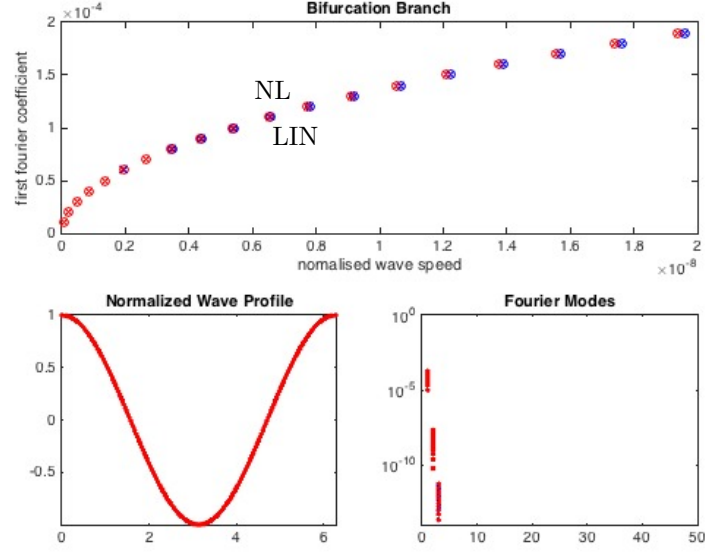 Bifurcation Branch
×10⁻⁴
2
1.5
1
0.5
0
first fourier coefficient
NL
LIN
0 0.2 0.4 0.6 0.8 1 1.2 1.4 1.6 1.8 2
nomalised wave speed
×10⁻⁸
Normalized Wave Profile
1
0.5
0
-0.5
0 2 4 6
Fourier Modes
10⁰
10⁻⁵
10⁻¹⁰
0 10 20 30 40 50